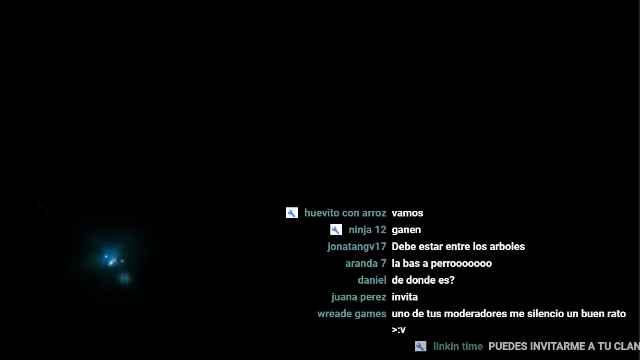 huevito con arroz vamos
ninja 12 ganen
jonatangv17 Debe estar entre los arboles
aranda 7 la bas a perrooooooo
daniel de donde es?
juana perez invita
wreade games uno de tus moderadores me silencio un buen rato
>:v
linkin time PUEDES INVITARME A TU CLAN